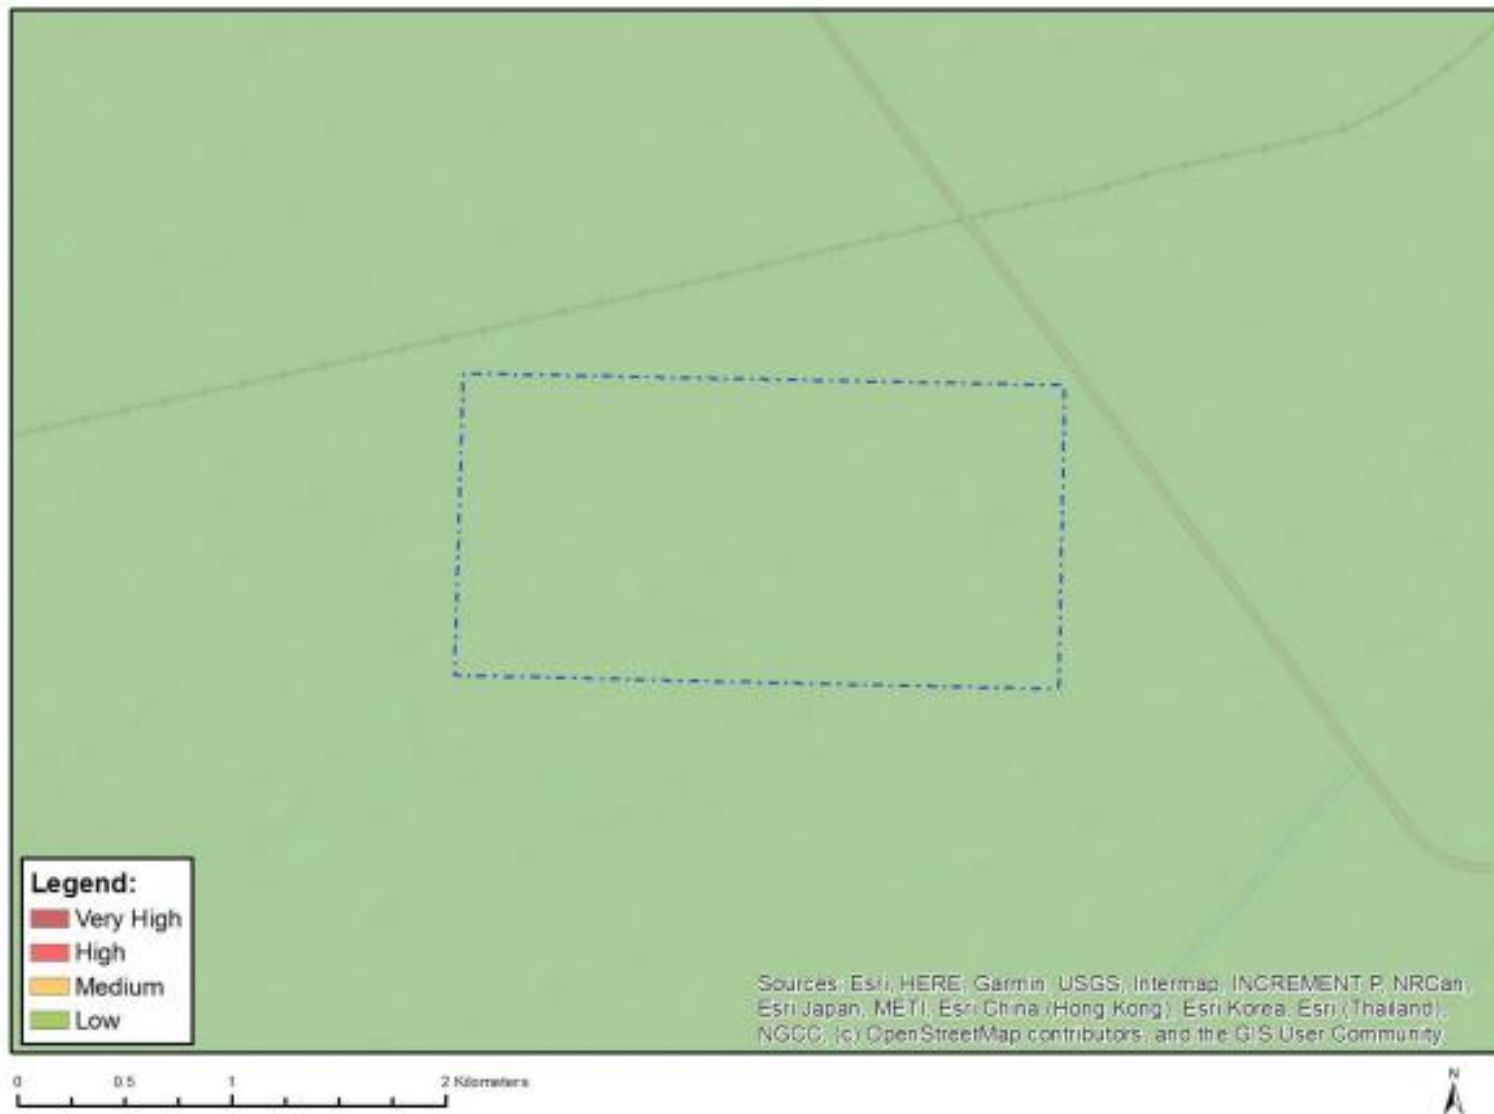 Legend:
Very High
High
Medium
Low
Sources: Esri, HERE, Garmin, USGS, Intermap, INCREMENT P, NRCan,
Esri Japan, METI, Esri China (Hong Kong), Esri Korea, Esri (Thailand),
NGCC, (c) OpenStreetMap contributors, and the GIS User Community
0 0.5 1 2 Kilometers
N